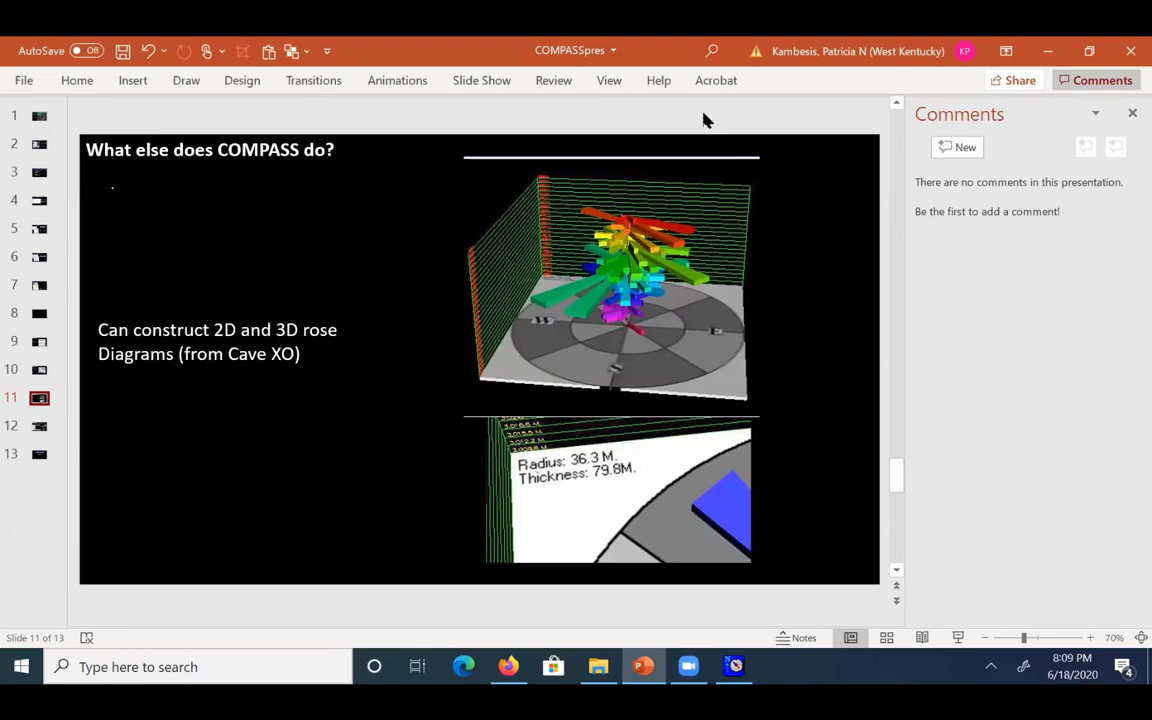 AutoSave Off
COMPASSpres
Kambesis, Patricia N (West Kentucky)
KP
File Home Insert Draw Design Transitions Animations Slide Show Review View Help Acrobat
Share
Comments
1
2
3
4
5
6
7
8
9
10
11
12
13
What else does COMPASS do?
.
Can construct 2D and 3D rose
Diagrams (from Cave XO)
Radius: 36.3 M.
Thickness: 79.8M.
Comments
New
There are no comments in this presentation.
Be the first to add a comment!
Slide 11 of 13
Notes
70%
Type here to search
8:09 PM
6/18/2020
4